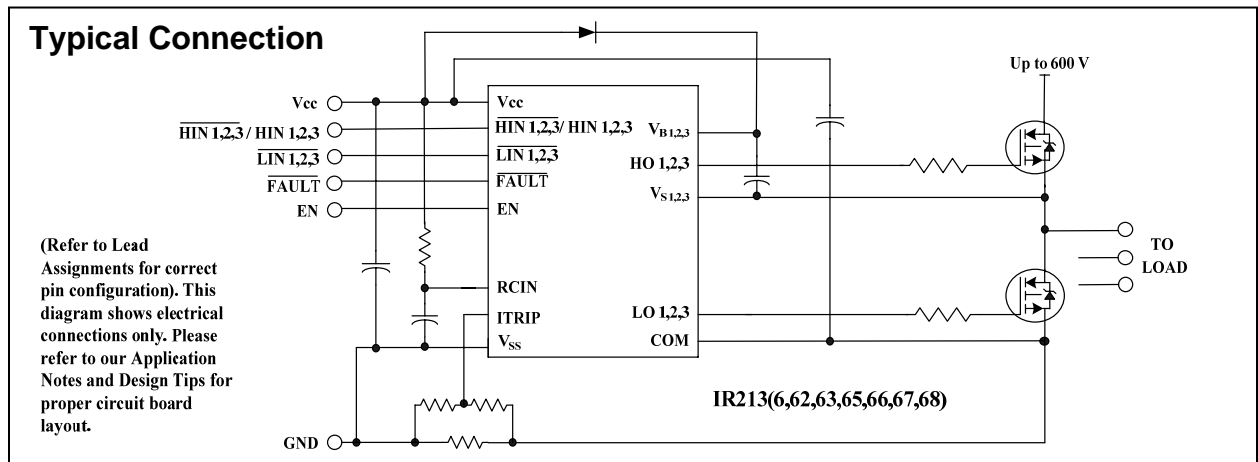 Typical Connection
Up to 600 V
Vcc
HIN 1,2,3 / HIN 1,2,3
LIN 1,2,3
FAULT
EN
Vcc
HIN 1,2,3 / HIN 1,2,3
LIN 1,2,3
FAULT
EN
RCIN
ITRIP
VSS
VB 1,2,3
HO 1,2,3
VS 1,2,3
LO 1,2,3
COM
TO
LOAD
(Refer to Lead
Assignments for correct
pin configuration). This
diagram shows electrical
connections only. Please
refer to our Application
Notes and Design Tips for
proper circuit board
layout.
IR213(6,62,63,65,66,67,68)
GND